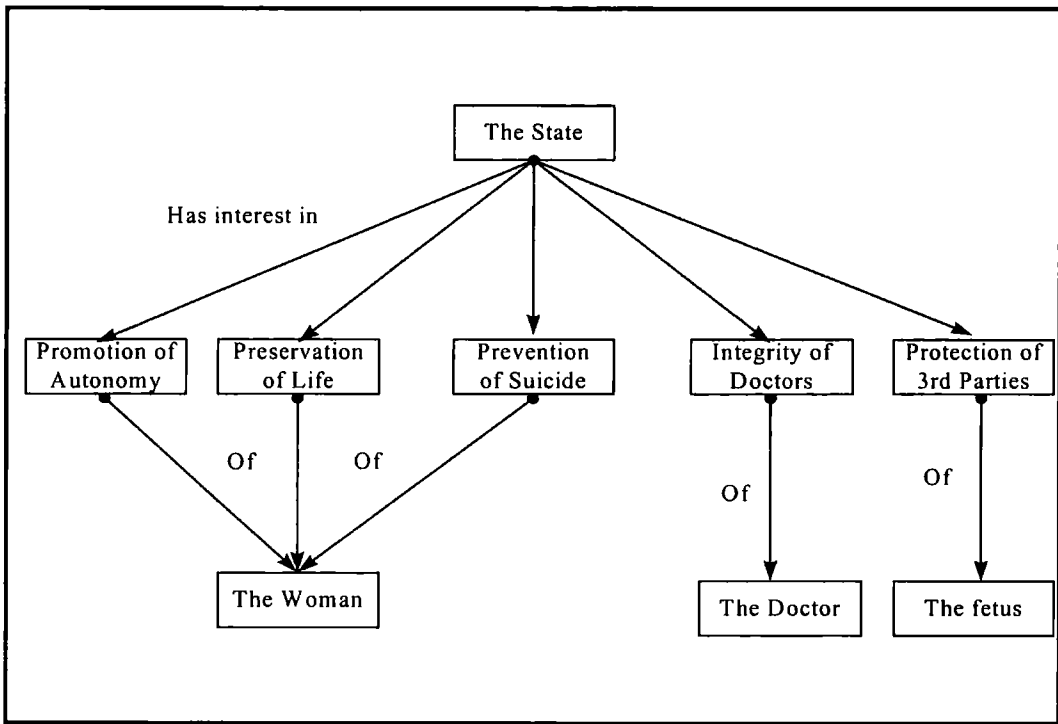 The State
Has interest in
Promotion of
Autonomy
Preservation
of Life
Prevention
of Suicide
Integrity of
Doctors
Protection of
3rd Parties
Of
Of
Of
Of
The Woman
The Doctor
The fetus